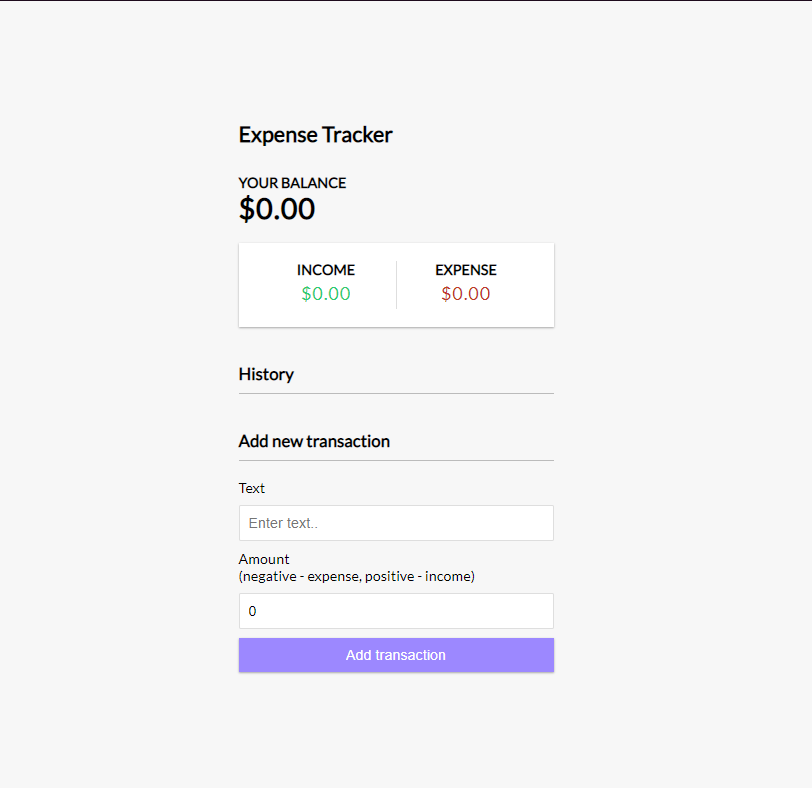 Expense Tracker
YOUR BALANCE
$0.00
INCOME EXPENSE
$0.00 $0.00
History
Add new transaction
Text
Enter text..
Amount
(negative - expense, positive - income)
0
Add transaction